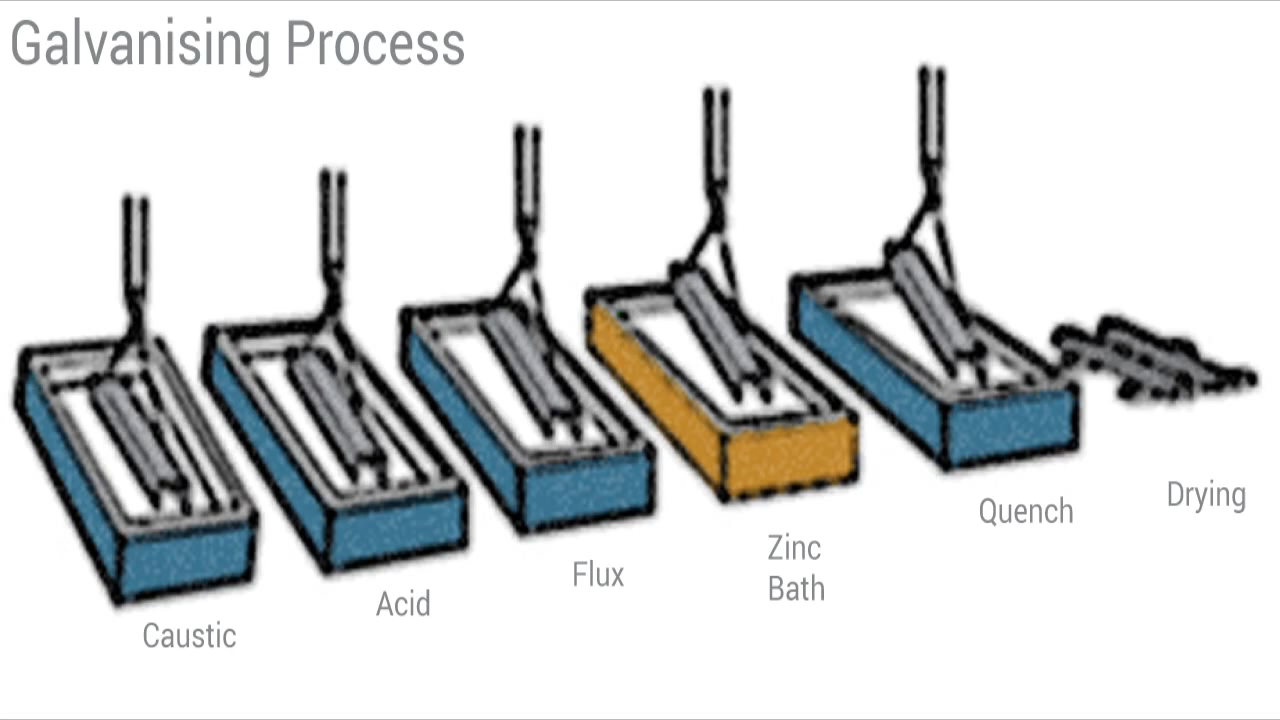 Galvanising Process
Caustic
Acid
Flux
Zinc
Bath
Quench
Drying